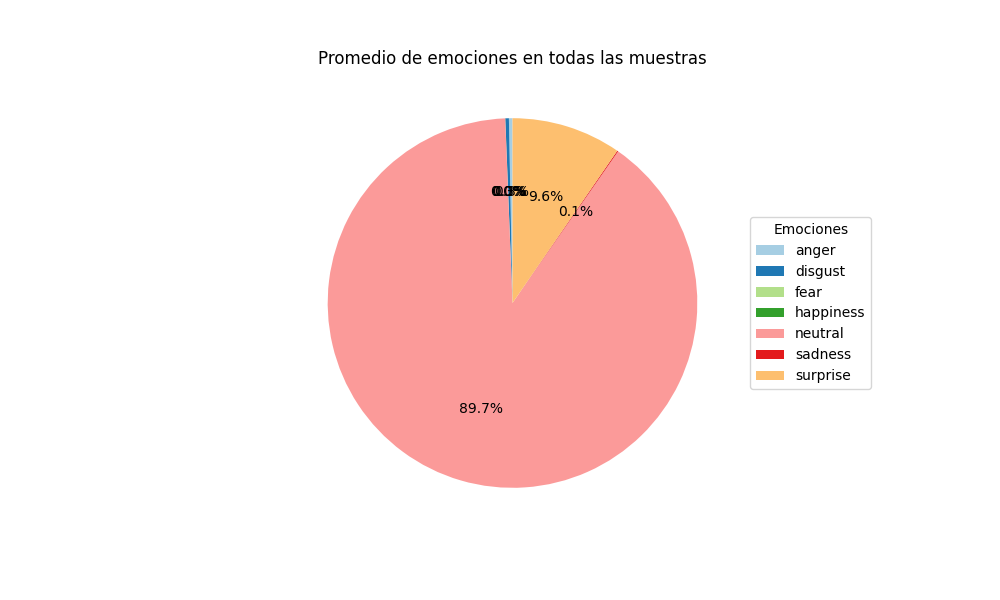 Promedio de emociones en todas las muestras
9.6%
0.1%
89.7%
Emociones
anger
disgust
fear
happiness
neutral
sadness
surprise